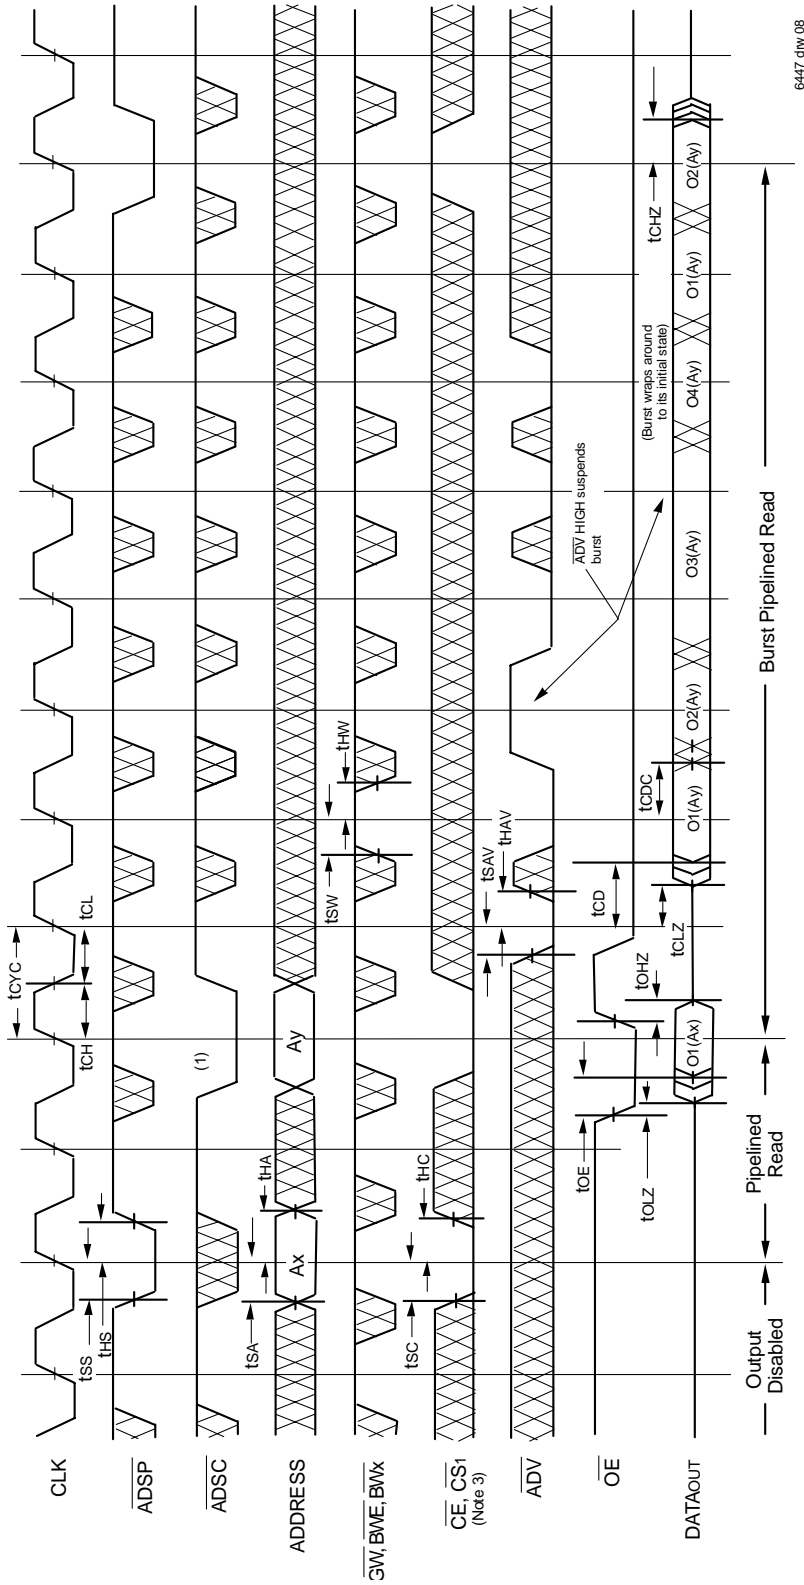 CLK
ADSP
ADSC
ADDRESS
GW, BWE, BWx
CE, CS1
(Note 3)
ADV
OE
DATAOUT
tCYC
tCH
tCL
tSS
tHS
(1)
tSA
tHA
Ax
Ay
tSW
tHW
tSC
tHC
tSAV
tHAV
ADV HIGH suspends
burst
tOE
tOHZ
tCD
tOLZ
tCLZ
tCDC
tCHZ
(Burst wraps around
to its initial state)
O1(Ax)
O1(Ay)
O2(Ay)
O3(Ay)
O4(Ay)
O1(Ay)
O2(Ay)
Output
Disabled
Pipelined
Read
Burst Pipelined Read
6447 drw 08